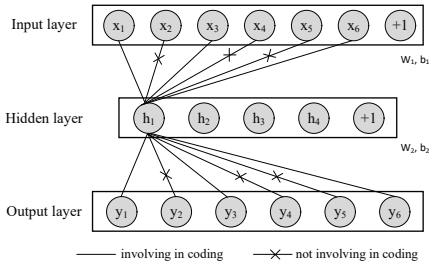 Input layer x1 x2 x3 x4 x5 x6 +1
W1, b1
Hidden layer h1 h2 h3 h4 +1
W2, b2
Output layer y1 y2 y3 y4 y5 y6
involving in coding not involving in coding